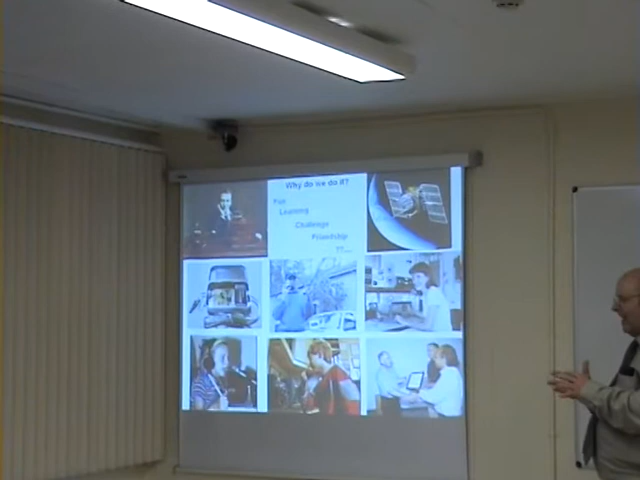 Why do we do it?
Fun
Learning
Challenge
Friendship